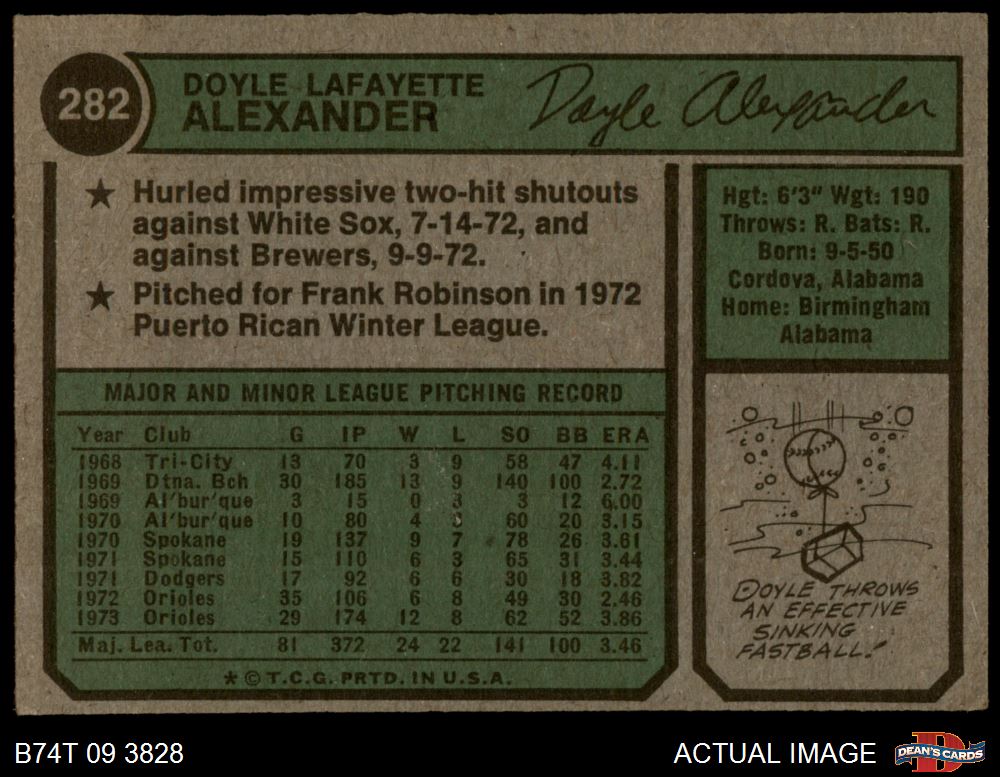 282
DOYLE LAFAYETTE
ALEXANDER
Doyle Alexander
★ Hurled impressive two-hit shutouts
against White Sox, 7-14-72, and
against Brewers, 9-9-72.
★ Pitched for Frank Robinson in 1972
Puerto Rican Winter League.
Hgt: 6'3" Wgt: 190
Throws: R. Bats: R.
Born: 9-5-50
Cordova, Alabama
Home: Birmingham
Alabama
MAJOR AND MINOR LEAGUE PITCHING RECORD
Year Club G IP W L SO BB ERA
1968 Tri-City 13 70 3 9 58 47 4.11
1969 Dtna. Bch 30 185 13 9 140 100 2.72
1969 Al'bur'que 3 15 0 3 3 12 6.00
1970 Al'bur'que 10 80 4 3 60 20 3.15
1970 Spokane 19 137 9 7 78 26 3.61
1971 Spokane 15 110 6 3 65 31 3.44
1971 Dodgers 17 92 6 6 30 18 3.82
1972 Orioles 35 106 6 8 49 30 2.46
1973 Orioles 29 174 12 8 62 52 3.86
Maj. Lea. Tot. 81 372 24 22 141 100 3.46
★ © T.C.G. PRTD. IN U.S.A.
DOYLE THROWS
AN EFFECTIVE
SINKING
FASTBALL!
B74T 09 3828
ACTUAL IMAGE
D
DEAN'S CARDS